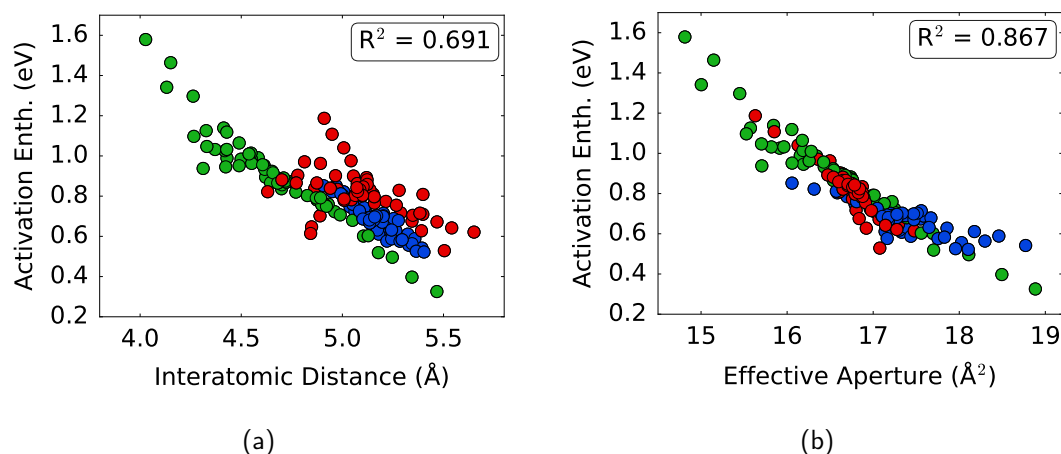 R² = 0.691
Activation Enth. (eV)
1.6
1.4
1.2
1.0
0.8
0.6
0.4
0.2
4.0 4.5 5.0 5.5
Interatomic Distance (Å)
(a)
R² = 0.867
Activation Enth. (eV)
1.6
1.4
1.2
1.0
0.8
0.6
0.4
0.2
15 16 17 18 19
Effective Aperture (Å²)
(b)